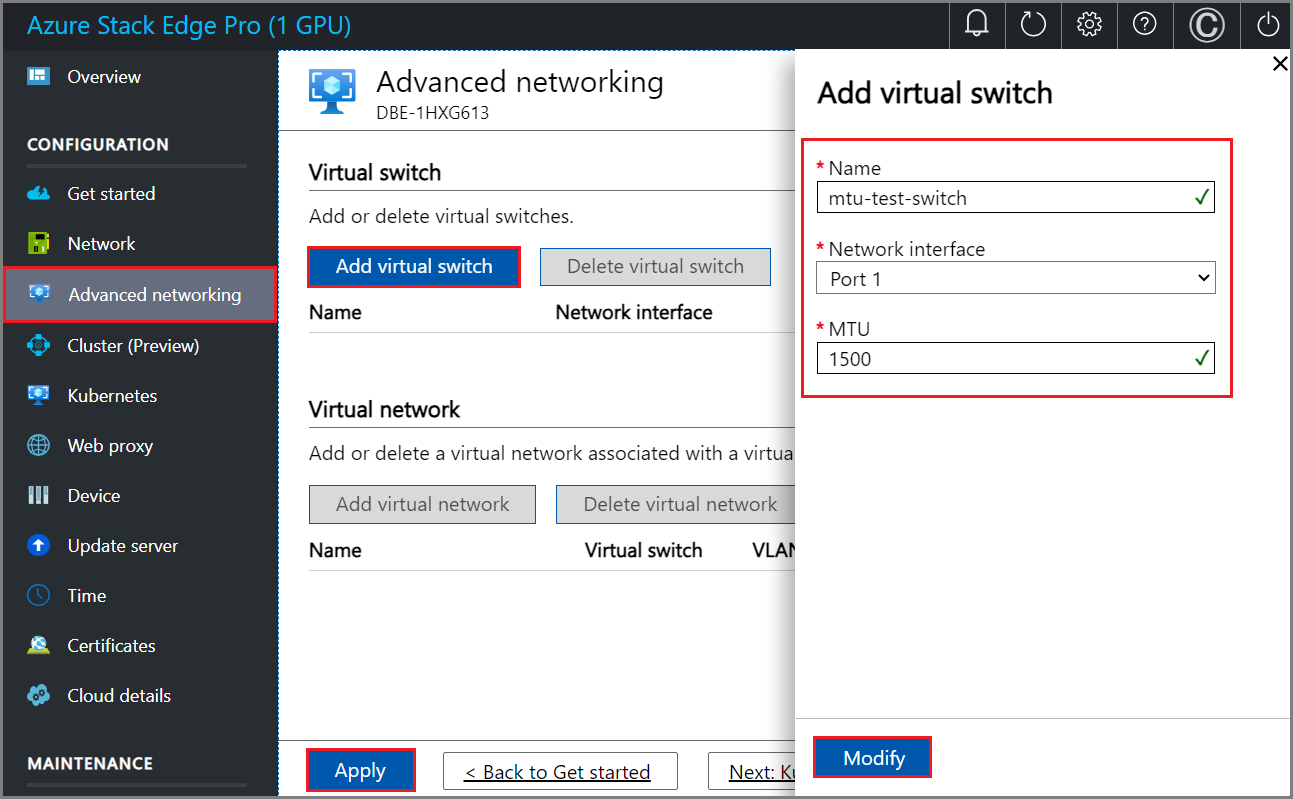 Azure Stack Edge Pro (1 GPU)
Overview
CONFIGURATION
Get started
Network
Advanced networking
Cluster (Preview)
Kubernetes
Web proxy
Device
Update server
Time
Certificates
Cloud details
MAINTENANCE
Advanced networking
DBE-1HXG613
Virtual switch
Add or delete virtual switches.
Add virtual switch Delete virtual switch
Name Network interface
Virtual network
Add or delete a virtual network associated with a virtua
Add virtual network Delete virtual network
Name Virtual switch VLAN
Apply < Back to Get started Next: Ku
Add virtual switch
* Name
mtu-test-switch
* Network interface
Port 1
* MTU
1500
Modify